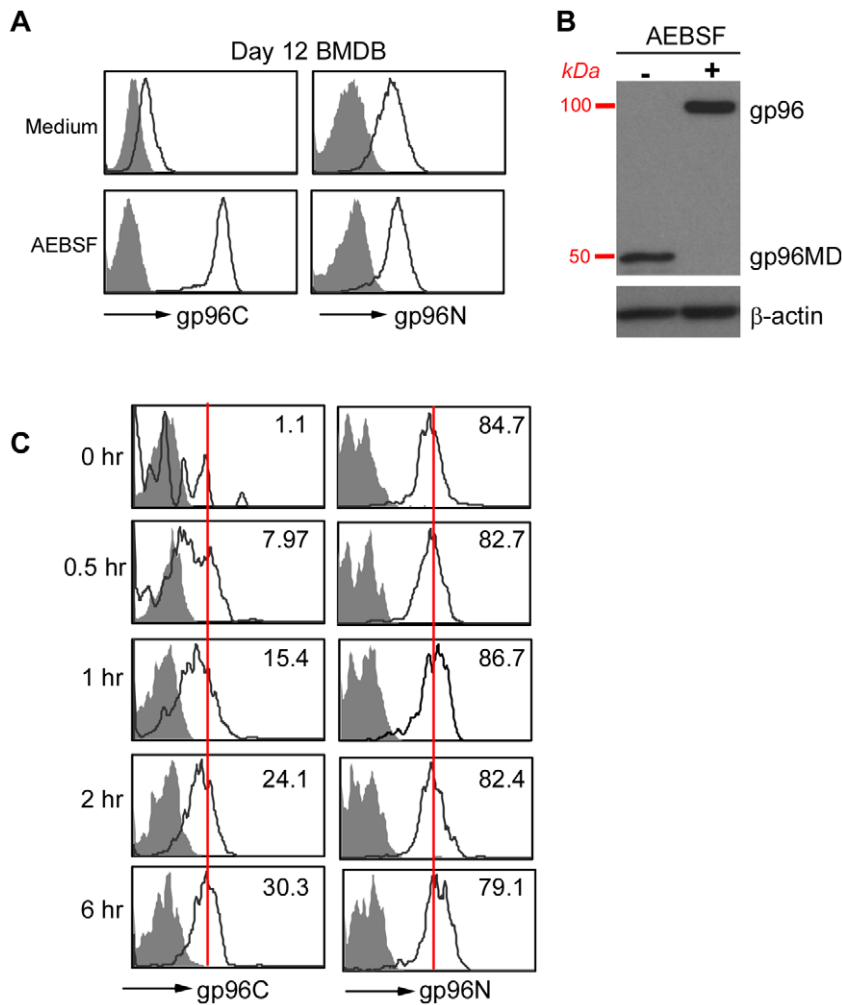 A
Day 12 BMDB
Medium
AEBSF
gp96C
gp96N
B
AEBSF
kDa - +
100 gp96
50 gp96MD
β-actin
C
0 hr 1.1 84.7
0.5 hr 7.97 82.7
1 hr 15.4 86.7
2 hr 24.1 82.4
6 hr 30.3 79.1
gp96C gp96N